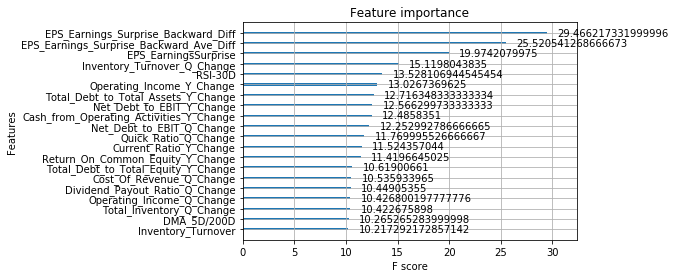 Feature importance
EPS_Earnings_Surprise_Backward_Diff 29.466217331999996
EPS_Earnings_Surprise_Backward_Ave_Diff 25.520541268666673
EPS_EarningsSurprise 19.9742079975
Inventory_Turnover_Q_Change 15.1198043835
RSI-30D 13.528106944545454
Operating_Income_Y_Change 13.0267369625
Total_Debt_to_Total_Assets_Y_Change 12.716348333333334
Net_Debt_to_EBIT_Y_Change 12.566299733333333
Cash_from_Operating_Activities_Y_Change 12.4858351
Net_Debt_to_EBIT_Q_Change 12.252992786666665
Quick_Ratio_Q_Change 11.769995526666667
Current_Ratio_Y_Change 11.524357044
Return_On_Common_Equity_Y_Change 11.4196645025
Total_Debt_to_Total_Equity_Y_Change 10.61900661
Cost_Of_Revenue_Q_Change 10.535933965
Dividend_Payout_Ratio_Q_Change 10.44905355
Operating_Income_Q_Change 10.426800197777776
Total_Inventory_Q_Change 10.422675898
DMA_5D/200D 10.265265283999998
Inventory_Turnover 10.217292172857142
Features
0 5 10 15 20 25 30
F score